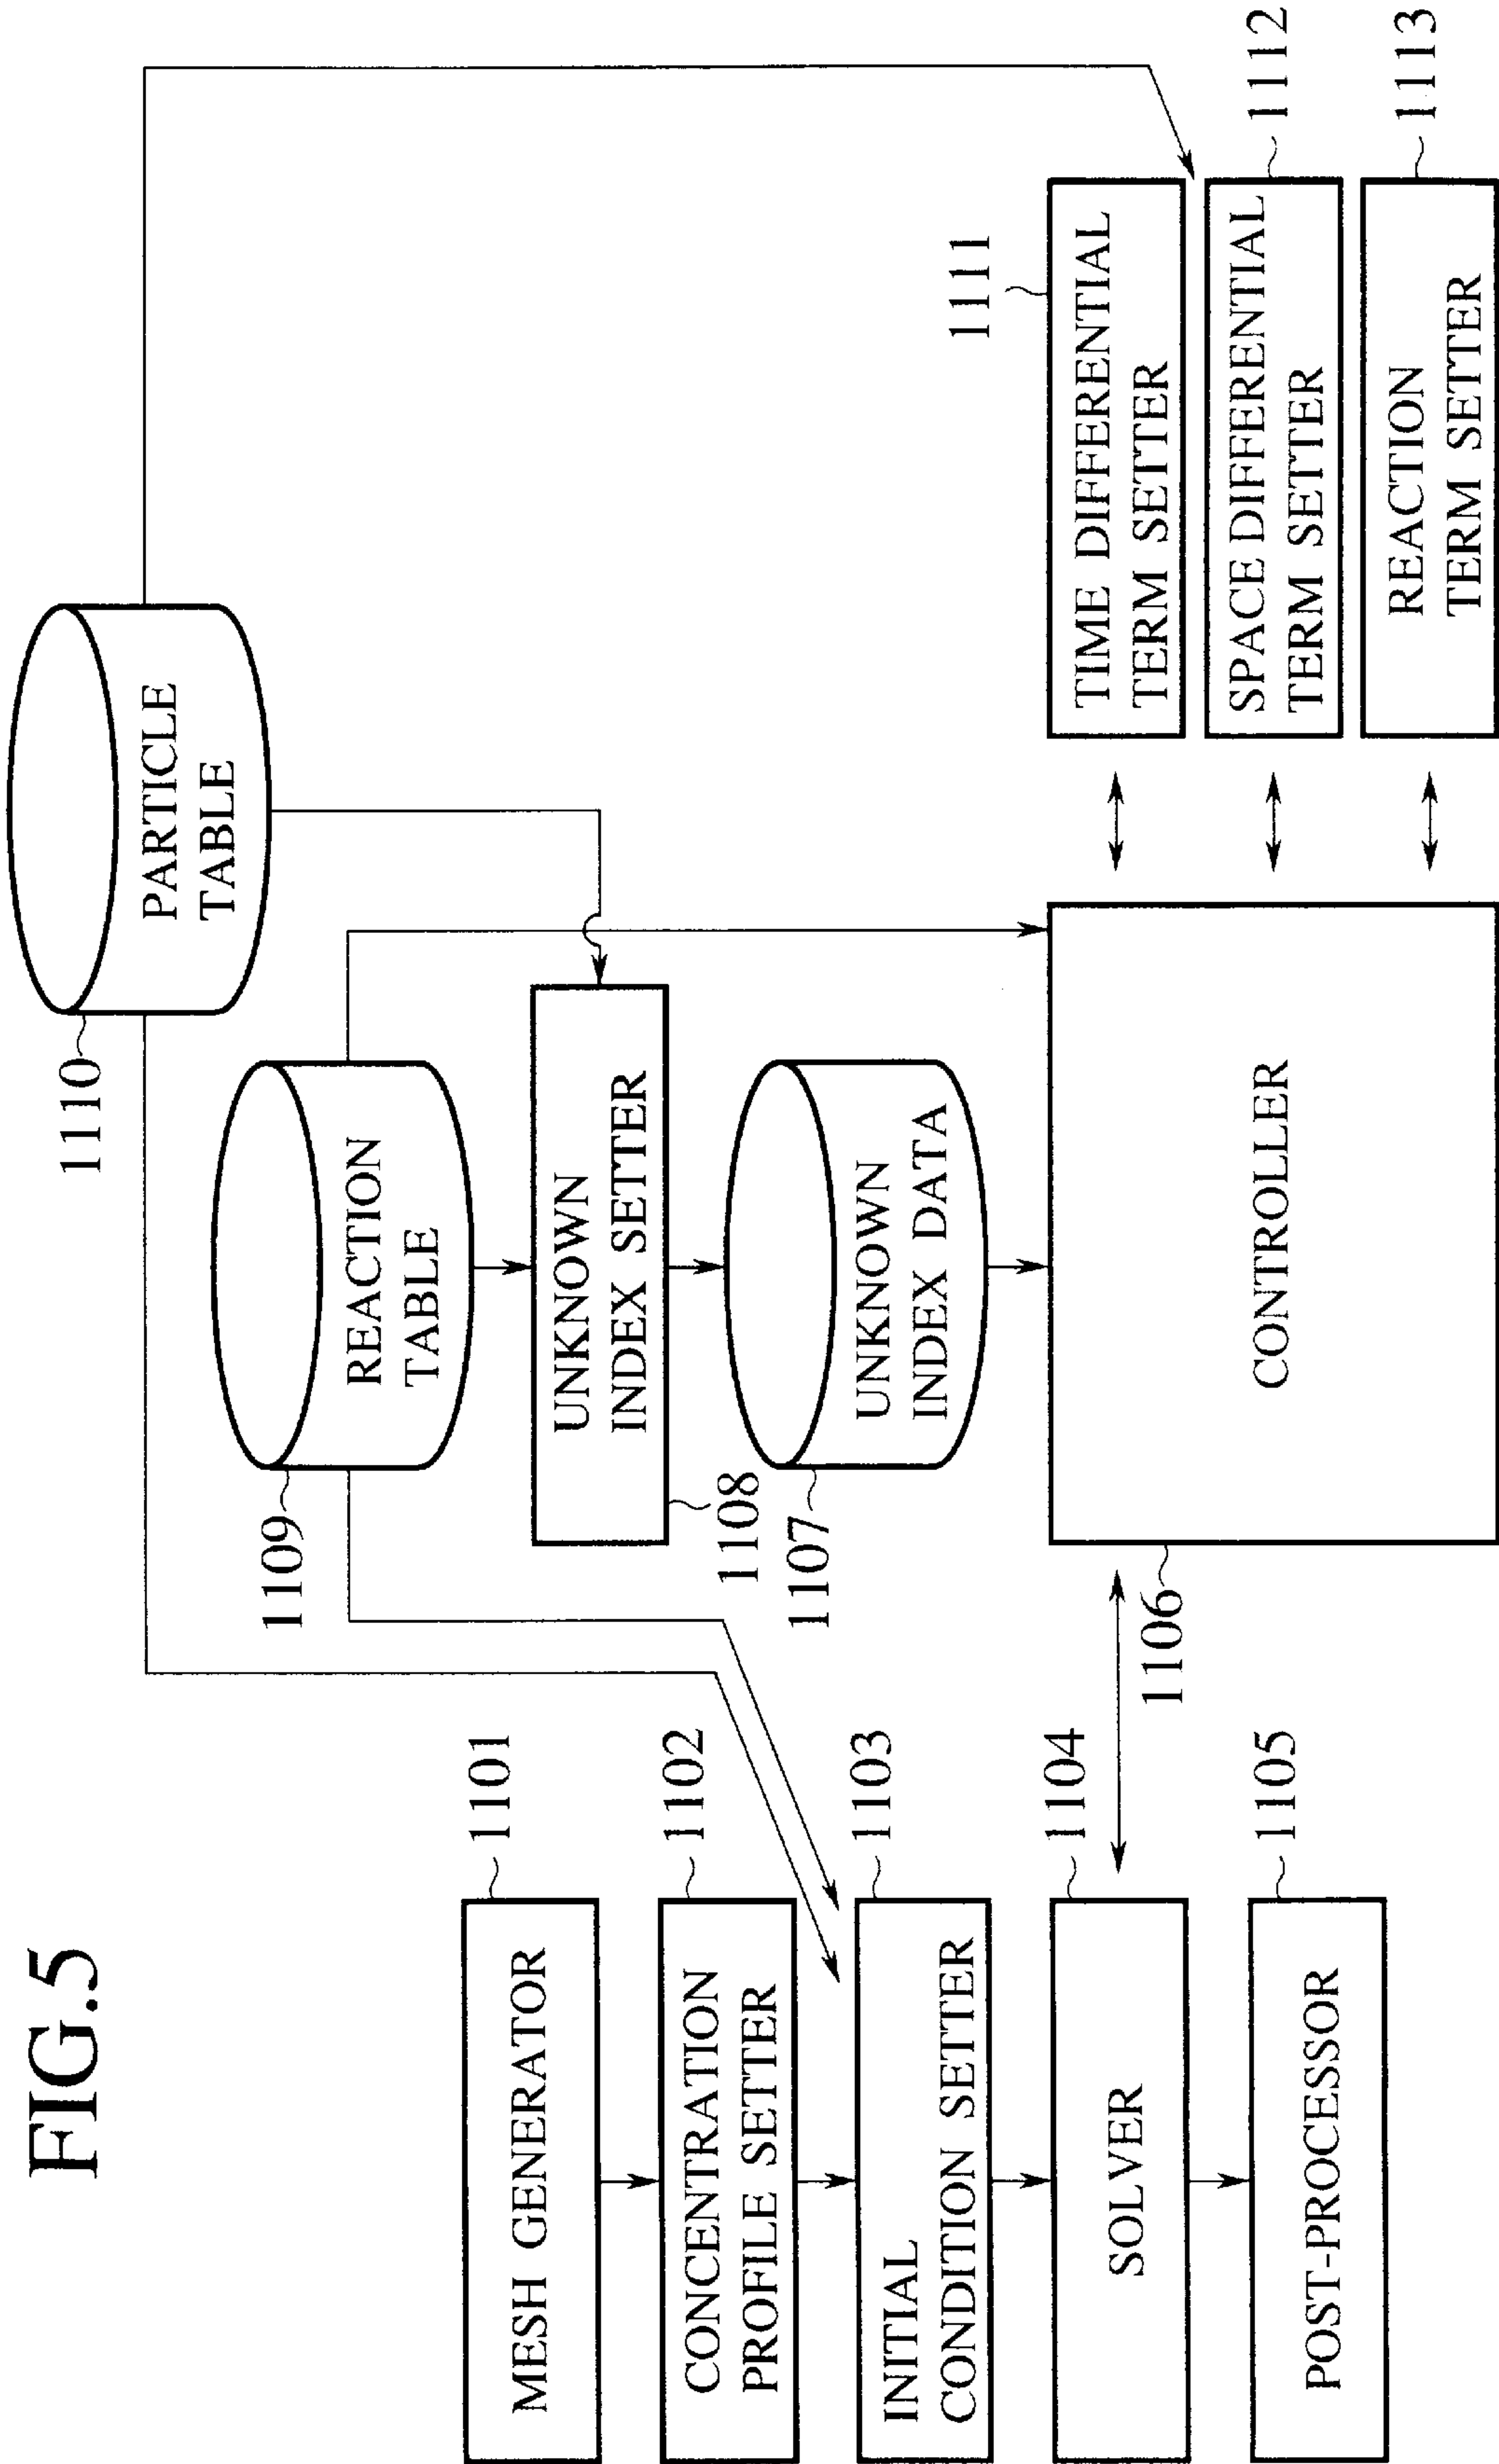 FIG.5
MESH GENERATOR
1101
CONCENTRATION
PROFILE SETTER
1102
INITIAL
CONDITION SETTER
1103
SOLVER
1104
POST-PROCESSOR
1105
PARTICLE
TABLE
1110
REACTION
TABLE
1109
UNKNOWN
INDEX SETTER
1108
UNKNOWN
INDEX DATA
1107
CONTROLLER
1106
1111
TIME DIFFERENTIAL
TERM SETTER
SPACE DIFFERENTIAL
TERM SETTER
1112
REACTION
TERM SETTER
1113